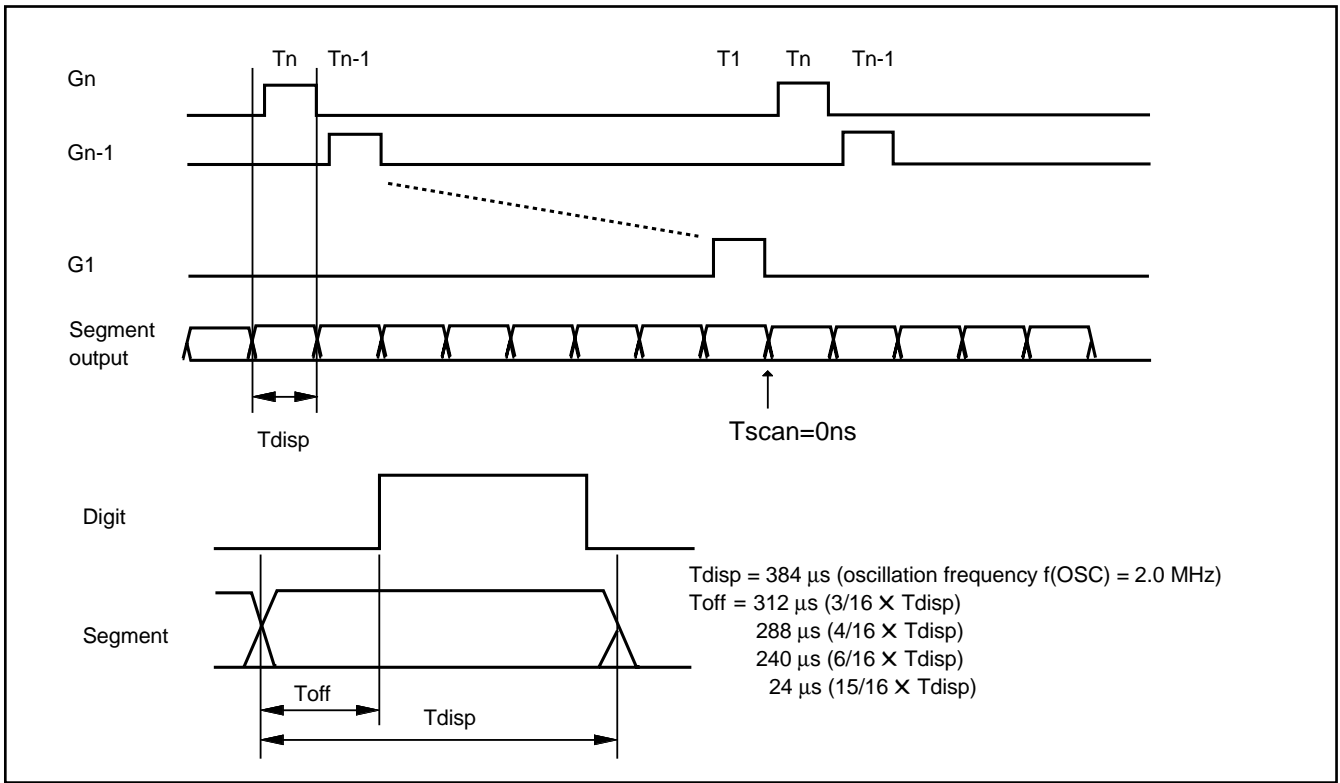 Tn Tn-1 T1 Tn Tn-1
Gn
Gn-1
G1
Segment
output
Tdisp
Tscan=0ns
Digit
Tdisp = 384 μs (oscillation frequency f(OSC) = 2.0 MHz)
Toff = 312 μs (3/16 ✕ Tdisp)
288 μs (4/16 ✕ Tdisp)
240 μs (6/16 ✕ Tdisp)
24 μs (15/16 ✕ Tdisp)
Segment
Toff
Tdisp